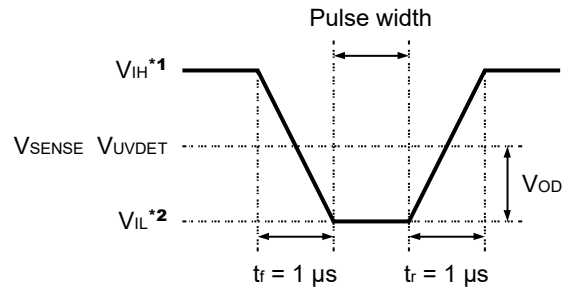 Pulse width
VIH*1
VSENSE VUVDET
VOD
VIL*2
tf = 1 µs
tr = 1 µs